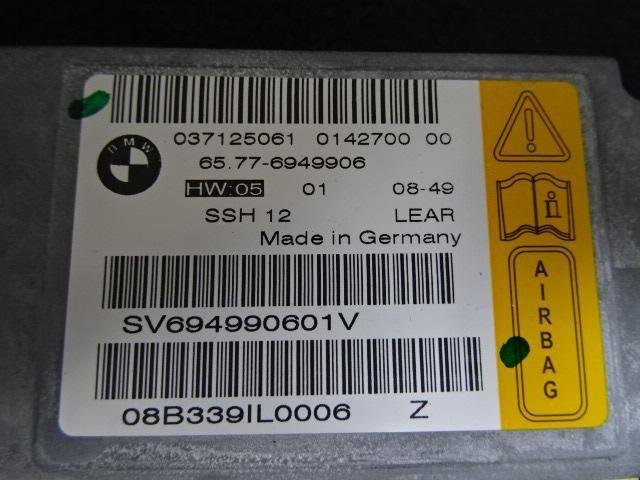 037125061 0142700 00
BMW
65.77-6949906
HW:05 01 08-49
SSH 12 LEAR
Made in Germany
SV694990601V
08B339IL0006 Z
i
AIRBAG